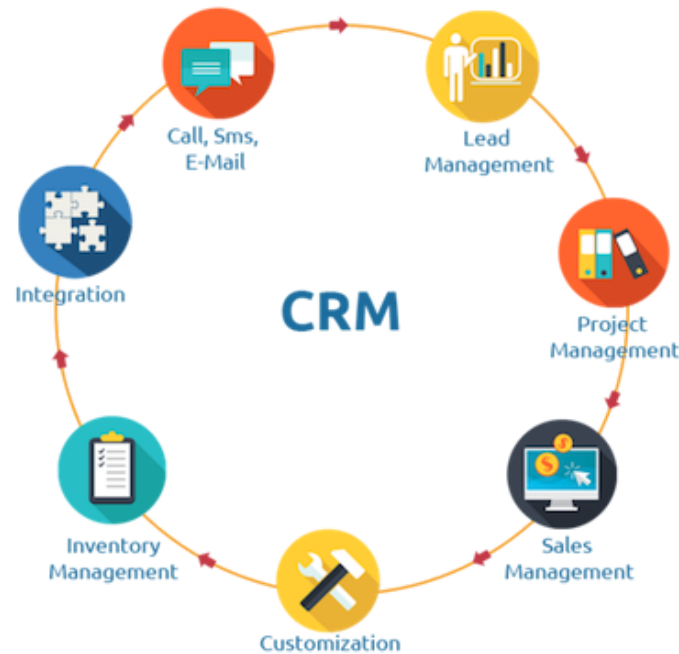 Call, Sms,
E-Mail
Lead
Management
Integration
CRM
Project
Management
Inventory
Management
Sales
Management
Customization